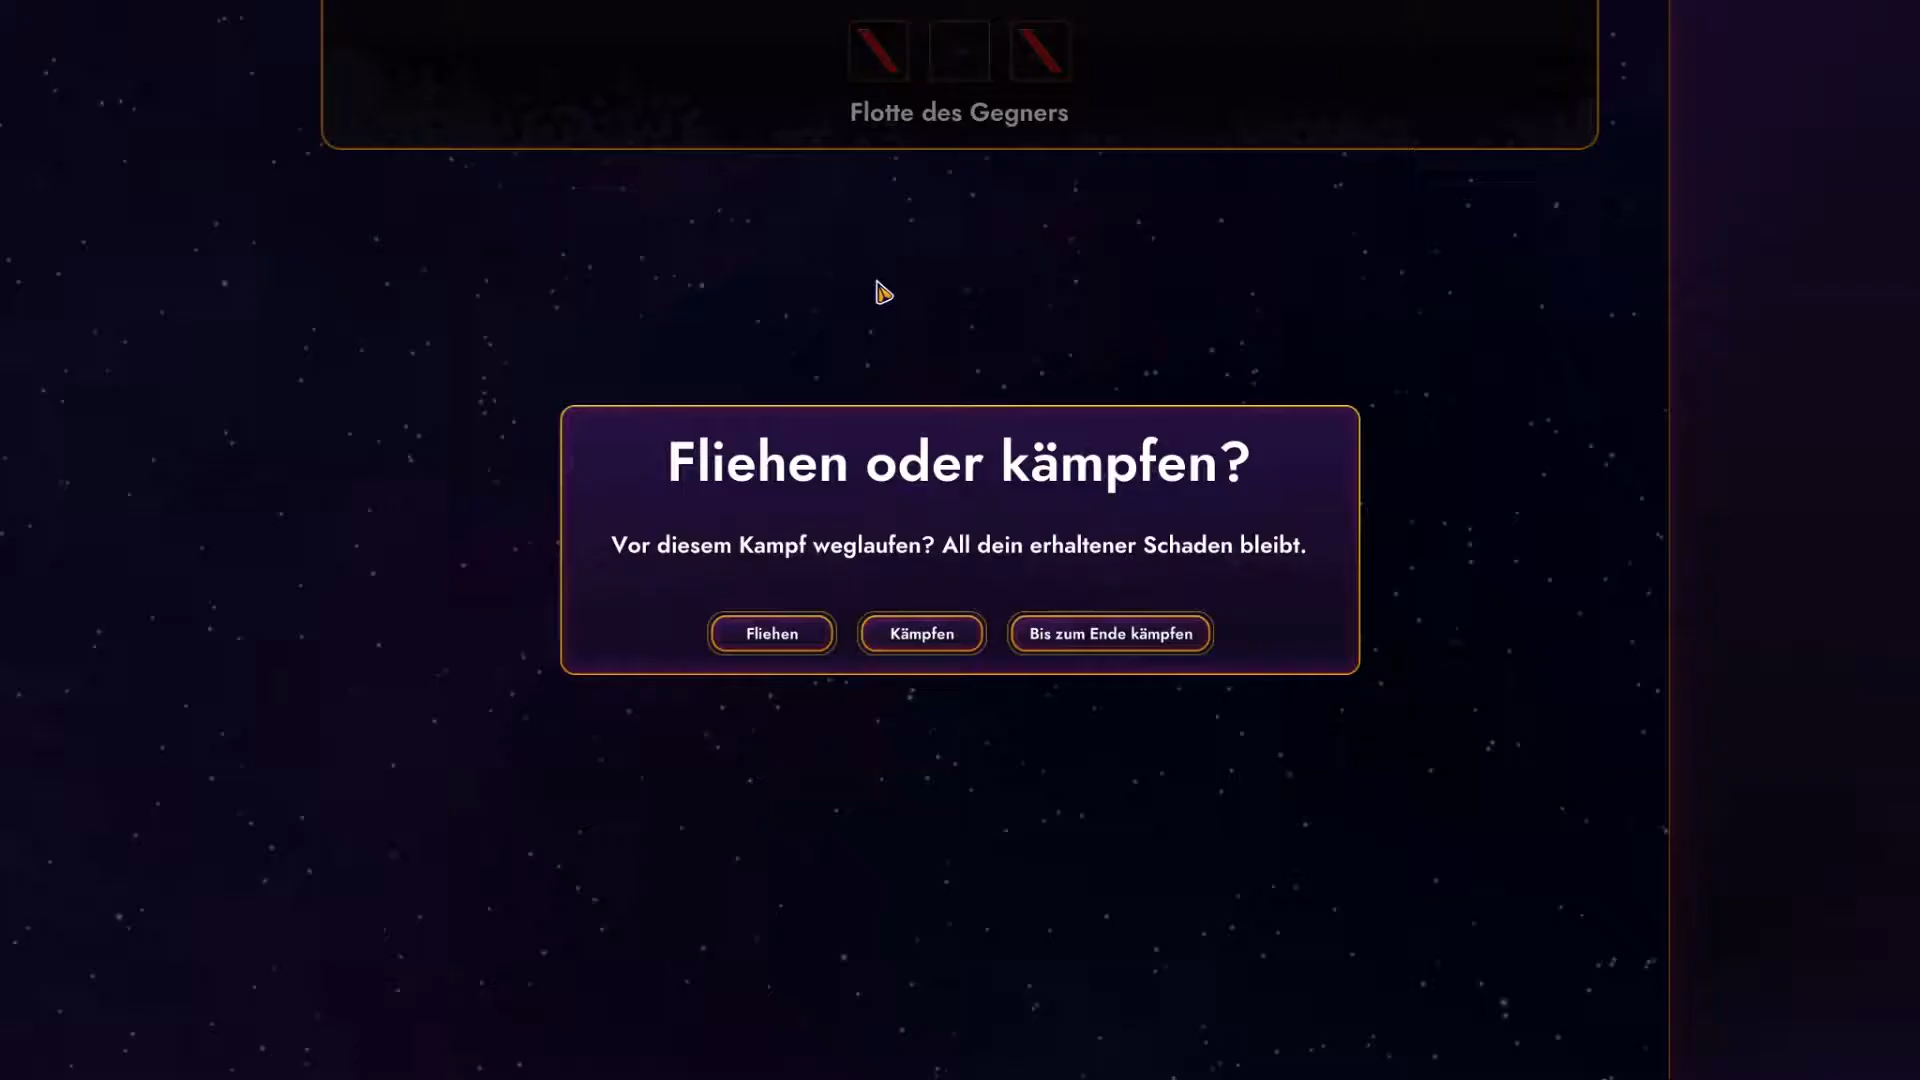 Flotte des Gegners
Fliehen oder kämpfen?
Vor diesem Kampf weglaufen? All dein erhaltener Schaden bleibt.
Fliehen
Kämpfen
Bis zum Ende kämpfen